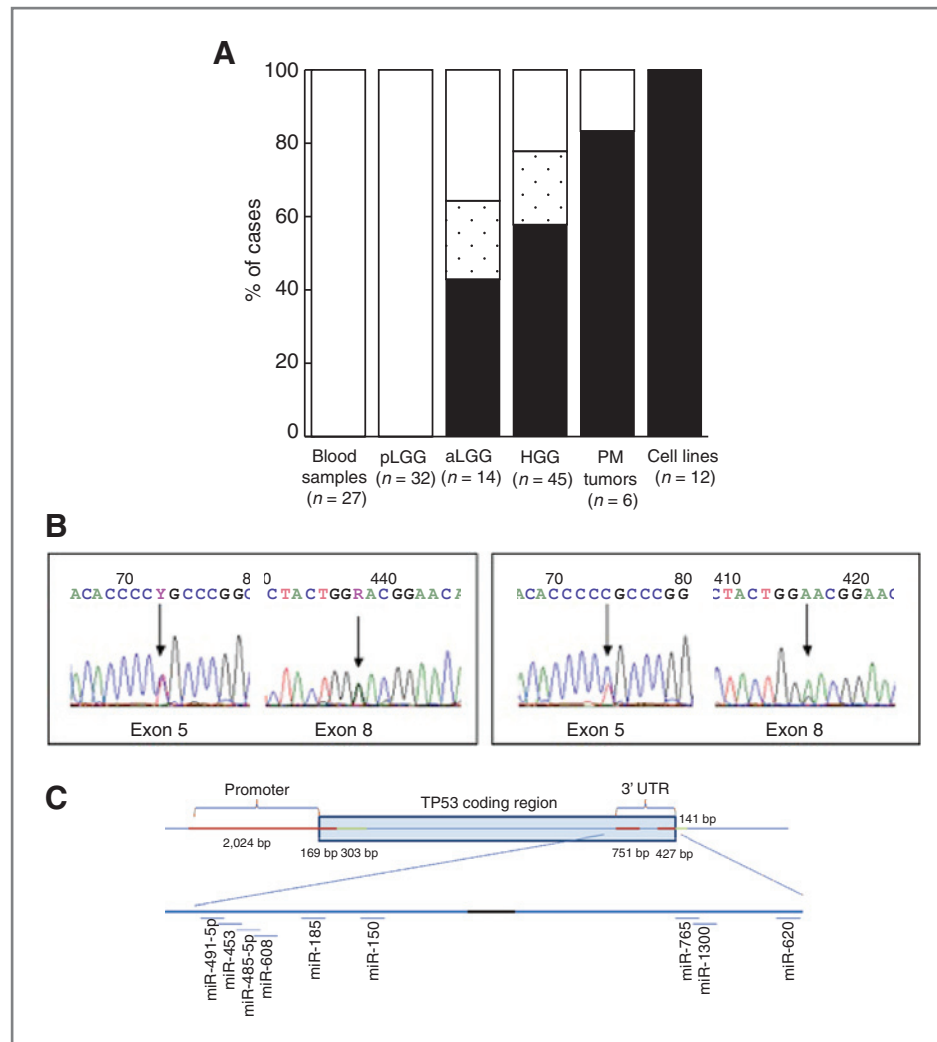 A
100
80
60
40
20
0
% of cases
Blood samples (n = 27)
pLGG (n = 32)
aLGG (n = 14)
HGG (n = 45)
PM tumors (n = 6)
Cell lines (n = 12)
B
70 8
ACACCCCYGCCCGGC
0 440
CTACTGGRACGGAACA
Exon 5
Exon 8
70 80
ACACCCCCGCCCGG
410 420
CTACTGGAACGGAAC
Exon 5
Exon 8
C
Promoter
TP53 coding region
3' UTR
141 bp
2,024 bp
169 bp
303 bp
751 bp
427 bp
miR-491-5p
miR-453
miR-485-5p
miR-608
miR-185
miR-150
miR-765
miR-1300
miR-620